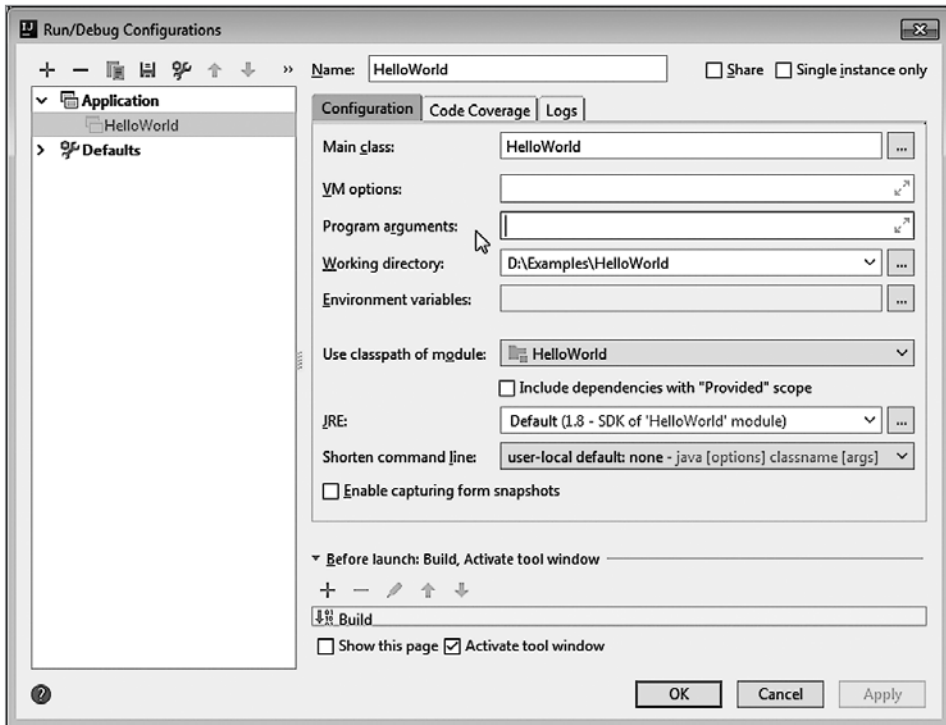 Run/Debug Configurations
Name: HelloWorld
Share
Single instance only
Application
HelloWorld
Defaults
Configuration
Code Coverage
Logs
Main class: HelloWorld ...
VM options:
Program arguments:
Working directory: D:\Examples\HelloWorld ...
Environment variables: ...
Use classpath of module: HelloWorld
Include dependencies with "Provided" scope
JRE: Default (1.8 - SDK of 'HelloWorld' module) ...
Shorten command line: user-local default: none - java [options] classname [args]
Enable capturing form snapshots
Before launch: Build, Activate tool window
Build
Show this page
Activate tool window
OK
Cancel
Apply